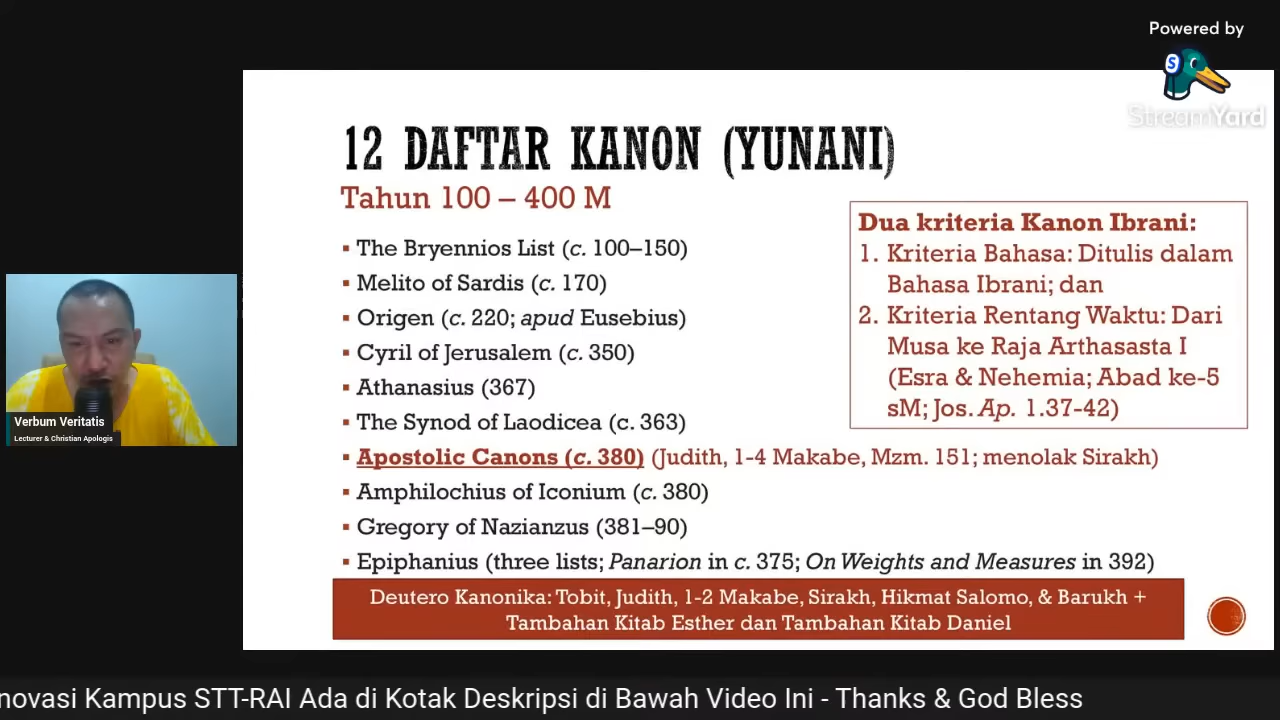 Powered by
StreamYard
12 DAFTAR KANON (YUNANI)
Tahun 100 – 400 M
▪ The Bryennios List (c. 100–150)
▪ Melito of Sardis (c. 170)
▪ Origen (c. 220; apud Eusebius)
▪ Cyril of Jerusalem (c. 350)
▪ Athanasius (367)
▪ The Synod of Laodicea (c. 363)
▪ Apostolic Canons (c. 380) (Judith, 1-4 Makabe, Mzm. 151; menolak Sirakh)
▪ Amphilochius of Iconium (c. 380)
▪ Gregory of Nazianzus (381–90)
▪ Epiphanius (three lists; Panarion in c. 375; On Weights and Measures in 392)
Dua kriteria Kanon Ibrani:
1. Kriteria Bahasa: Ditulis dalam
Bahasa Ibrani; dan
2. Kriteria Rentang Waktu: Dari
Musa ke Raja Arthasasta I
(Esra & Nehemia; Abad ke-5
sM; Jos. Ap. 1.37-42)
Deutero Kanonika: Tobit, Judith, 1-2 Makabe, Sirakh, Hikmat Salomo, & Barukh +
Tambahan Kitab Esther dan Tambahan Kitab Daniel
Verbum Veritatis
Lecturer & Christian Apologis
novasi Kampus STT-RAI Ada di Kotak Deskripsi di Bawah Video Ini - Thanks & God Bless